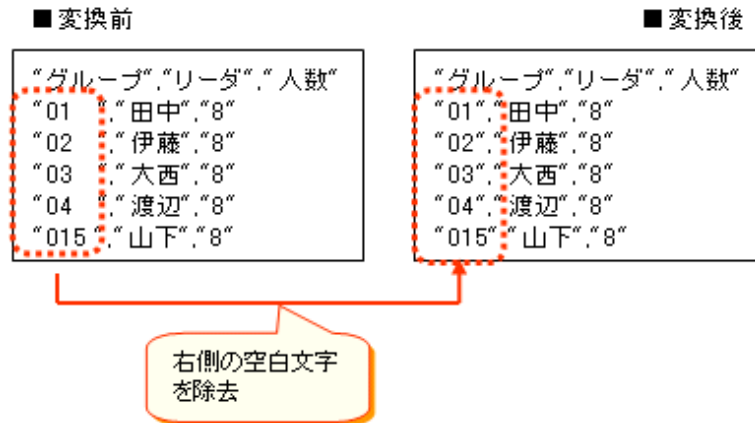 ■変換前
"グループ","リーダ","人数"
"01　","田中","8"
"02　","伊藤","8"
"03　","大西","8"
"04　","渡辺","8"
"015 ","山下","8"
■変換後
"グループ","リーダ","人数"
"01","田中","8"
"02","伊藤","8"
"03","大西","8"
"04","渡辺","8"
"015","山下","8"
右側の空白文字
を除去